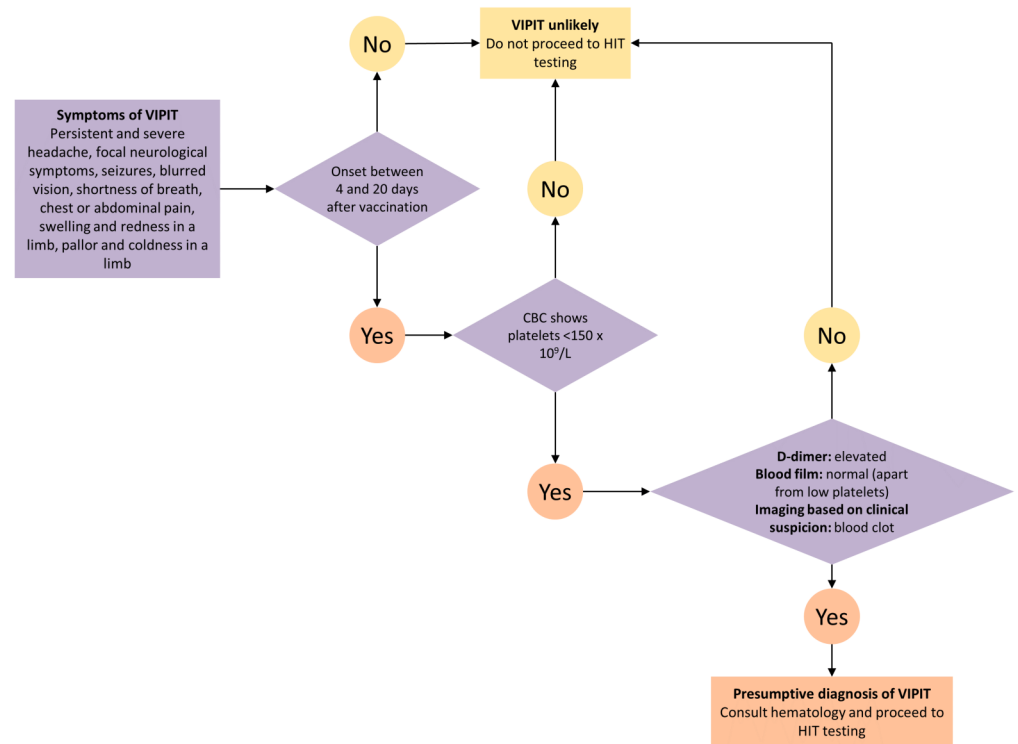 No
VIPIT unlikely
Do not proceed to HIT
testing
Symptoms of VIPIT
Persistent and severe
headache, focal neurological
symptoms, seizures, blurred
vision, shortness of breath,
chest or abdominal pain,
swelling and redness in a
limb, pallor and coldness in a
limb
Onset between
4 and 20 days
after vaccination
No
Yes
CBC shows
platelets <150 x
10⁹/L
No
Yes
D-dimer: elevated
Blood film: normal (apart
from low platelets)
Imaging based on clinical
suspicion: blood clot
Yes
Presumptive diagnosis of VIPIT
Consult hematology and proceed to
HIT testing